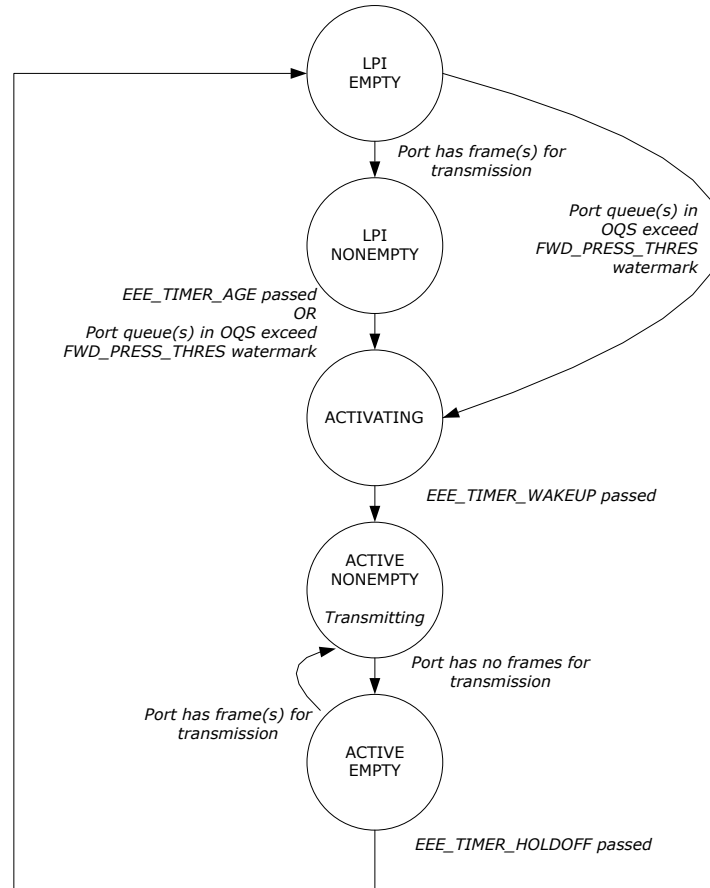 LPI
EMPTY
Port has frame(s) for
transmission
Port queue(s) in
OQS exceed
FWD_PRESS_THRES
watermark
LPI
NONEMPTY
EEE_TIMER_AGE passed
OR
Port queue(s) in OQS exceed
FWD_PRESS_THRES watermark
ACTIVATING
EEE_TIMER_WAKEUP passed
ACTIVE
NONEMPTY
Transmitting
Port has no frames for
transmission
Port has frame(s) for
transmission
ACTIVE
EMPTY
EEE_TIMER_HOLDOFF passed